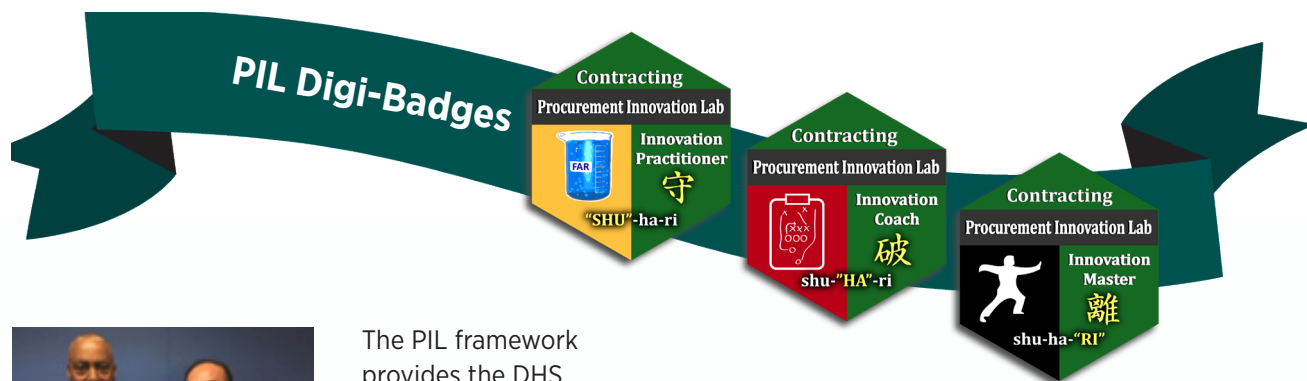 PIL Digi-Badges
Contracting
Procurement Innovation Lab
FAR
Innovation
Practitioner
守
"SHU"-ha-ri
Contracting
Procurement Innovation Lab
Innovation
Coach
破
shu-"HA"-ri
Contracting
Procurement Innovation Lab
Innovation
Master
離
shu-ha-"RI"
The PIL framework
provides the DHS